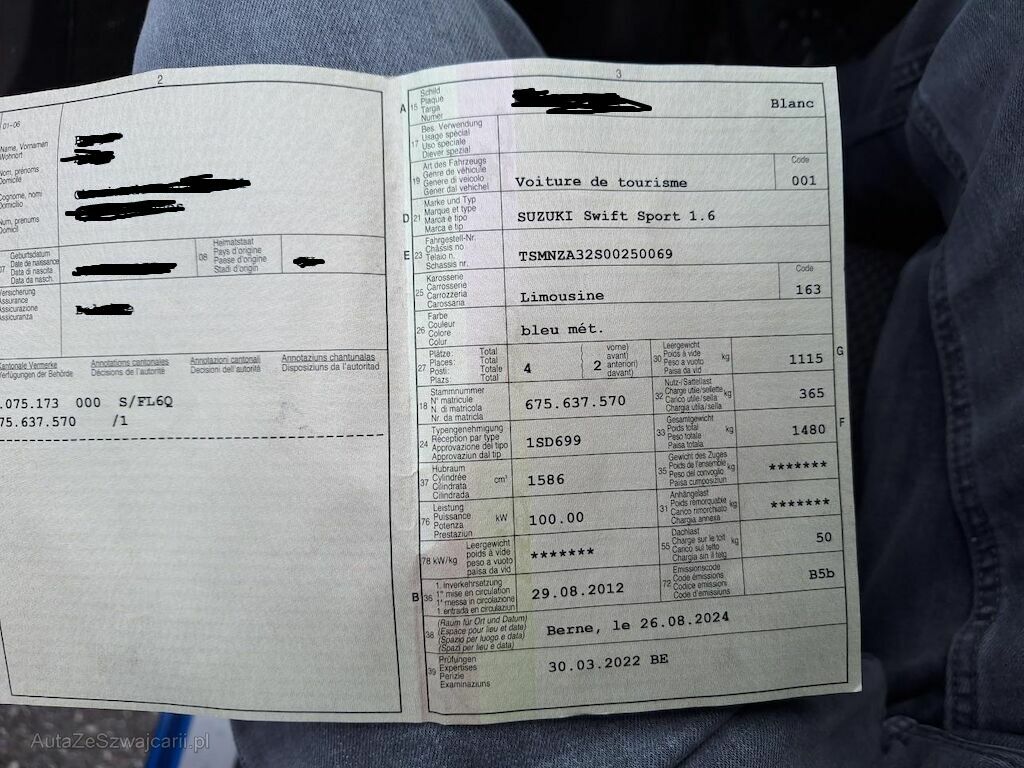 2
01–06
Name, Vornamen
Wohnort
Nom, prénoms
Domicile
Cognome, nomi
Domicilio
Num, prenums
Domicil
07
Geburtsdatum
Date de naissance
Data di nascita
Data da nasch.
08
Heimatstaat
Pays d'origine
Paese d'origine
Stadi d'origin
Versicherung
Assurance
Assicurazione
Assicuranza
Kantonale Vermerke
Verfügungen der Behörde
Annotations cantonales
Décisions de l'autorité
Annotazioni cantonali
Decisioni dell'autorità
Annotaziuns chantunalas
Disposiziuns da l'autoritad
.075.173 000 S/FL6Q
75.637.570 /1
3
A 15
Schild
Plaque
Targa
Numer
Blanc
17
Bes. Verwendung
Usage spécial
Uso speciale
Diever spezial
19
Art des Fahrzeugs
Genre de véhicule
Genere di veicolo
Gener dal vehichel
Voiture de tourisme
Code
001
D 21
Marke und Typ
Marque et type
Marca e tipo
Marca e tip
SUZUKI Swift Sport 1.6
E 23
Fahrgestell-Nr.
Châssis no
Telaio n.
Schassis nr.
TSMNZA32S00250069
25
Karosserie
Carrosserie
Carrozzeria
Carossaria
Limousine
Code
163
26
Farbe
Couleur
Colore
Colur
bleu mét.
27
Plätze: Total
Places: Total
Posti: Totale
Plazs: Total
4
2
vorne)
avant)
anteriori)
davant)
30
Leergewicht
Poids à vide
Peso a vuoto
Paisa da vid
kg
1115
G
18
Stammnummer
N° matricule
N. di matricola
Nr. da matricla
675.637.570
32
Nutz-/Sattellast
Charge utile/sellette
Carico utile/sella
Chargia utila/sella
kg
365
24
Typengenehmigung
Réception par type
Approvazione del tipo
Approvaziun dal tip
1SD699
33
Gesamtgewicht
Poids total
Peso totale
Paisa totala
kg
1480
F
37
Hubraum
Cylindrée
Cilindrata
Cilindrada
cm³
1586
35
Gewicht des Zuges
Poids de l'ensemble
Peso del convoglio
Paisa cumposiziun
kg
*******
76
Leistung
Puissance
Potenza
Prestaziun
kW
100.00
31
Anhängelast
Poids remorquable
Carico rimorchiato
Chargia annexa
kg
*******
78 kW/kg
Leergewicht
poids à vide
peso a vuoto
paisa da vid
*******
55
Dachlast
Charge sur le toit
Carico sul tetto
Chargia sin il tetg
kg
50
B 36
1. Inverkehrsetzung
1re mise en circulation
1a messa in circolazione
1. entrada en circulaziun
29.08.2012
72
Emissionscode
Code émissions
Codice emissioni
Code d'emissiuns
B5b
38
(Raum für Ort und Datum)
(Espace pour lieu et date)
(Spazio per luogo e data)
(Spazi per lieu e data)
Berne, le 26.08.2024
39
Prüfungen
Expertises
Perizie
Examinaziuns
30.03.2022 BE
AutaZeSzwajcarii.pl